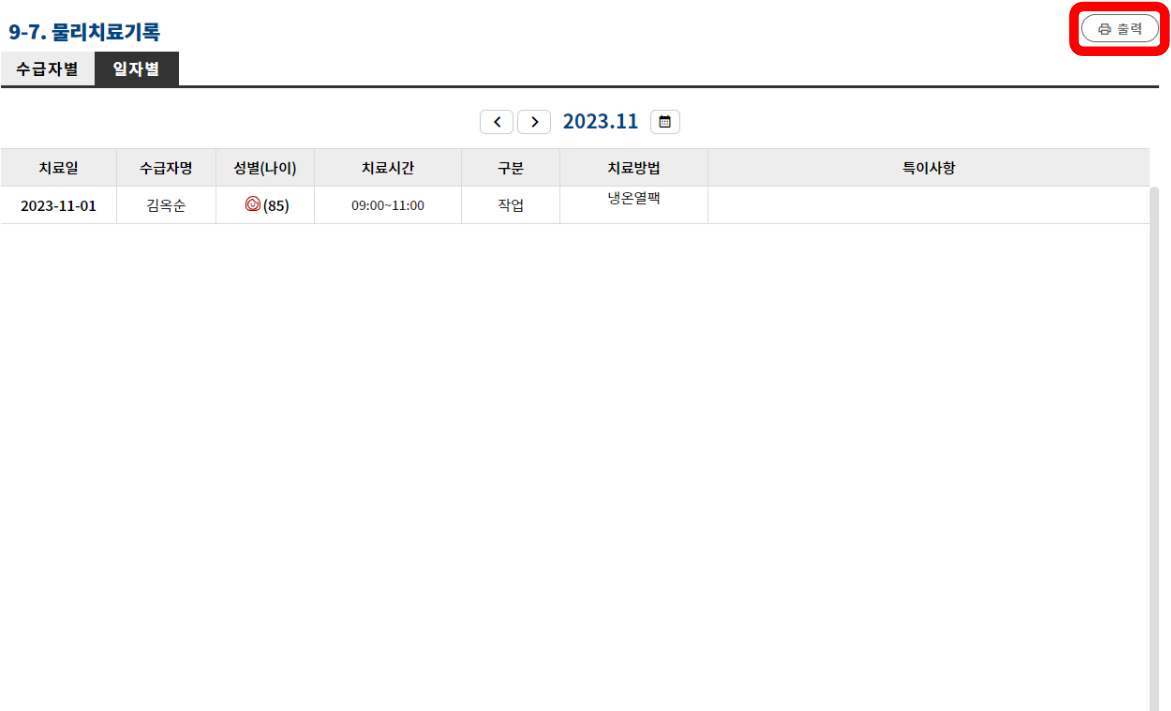 9-7. 물리치료기록
출력
수급자별 일자별
2023.11
치료일 수급자명 성별(나이) 치료시간 구분 치료방법 특이사항
2023-11-01 김옥순 (85) 09:00~11:00 작업 냉온열팩